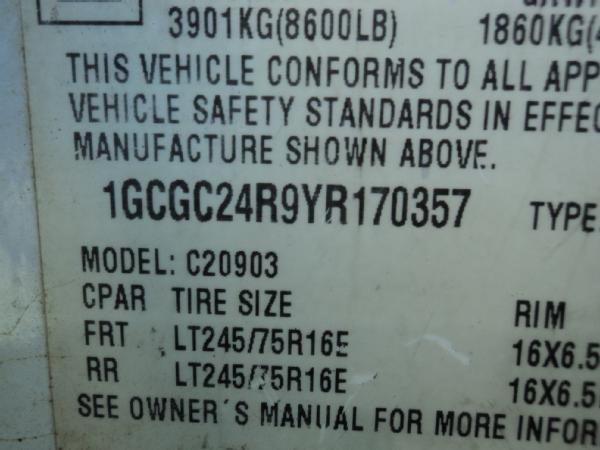 3901KG(8600LB) 1860KG(4
THIS VEHICLE CONFORMS TO ALL APP
VEHICLE SAFETY STANDARDS IN EFFEC
MANUFACTURE SHOWN ABOVE.
1GCGC24R9YR170357 TYPE:
MODEL: C20903
CPAR TIRE SIZE RIM
FRT LT245/75R16E 16X6.5
RR LT245/75R16E 16X6.5
SEE OWNER'S MANUAL FOR MORE INFOR